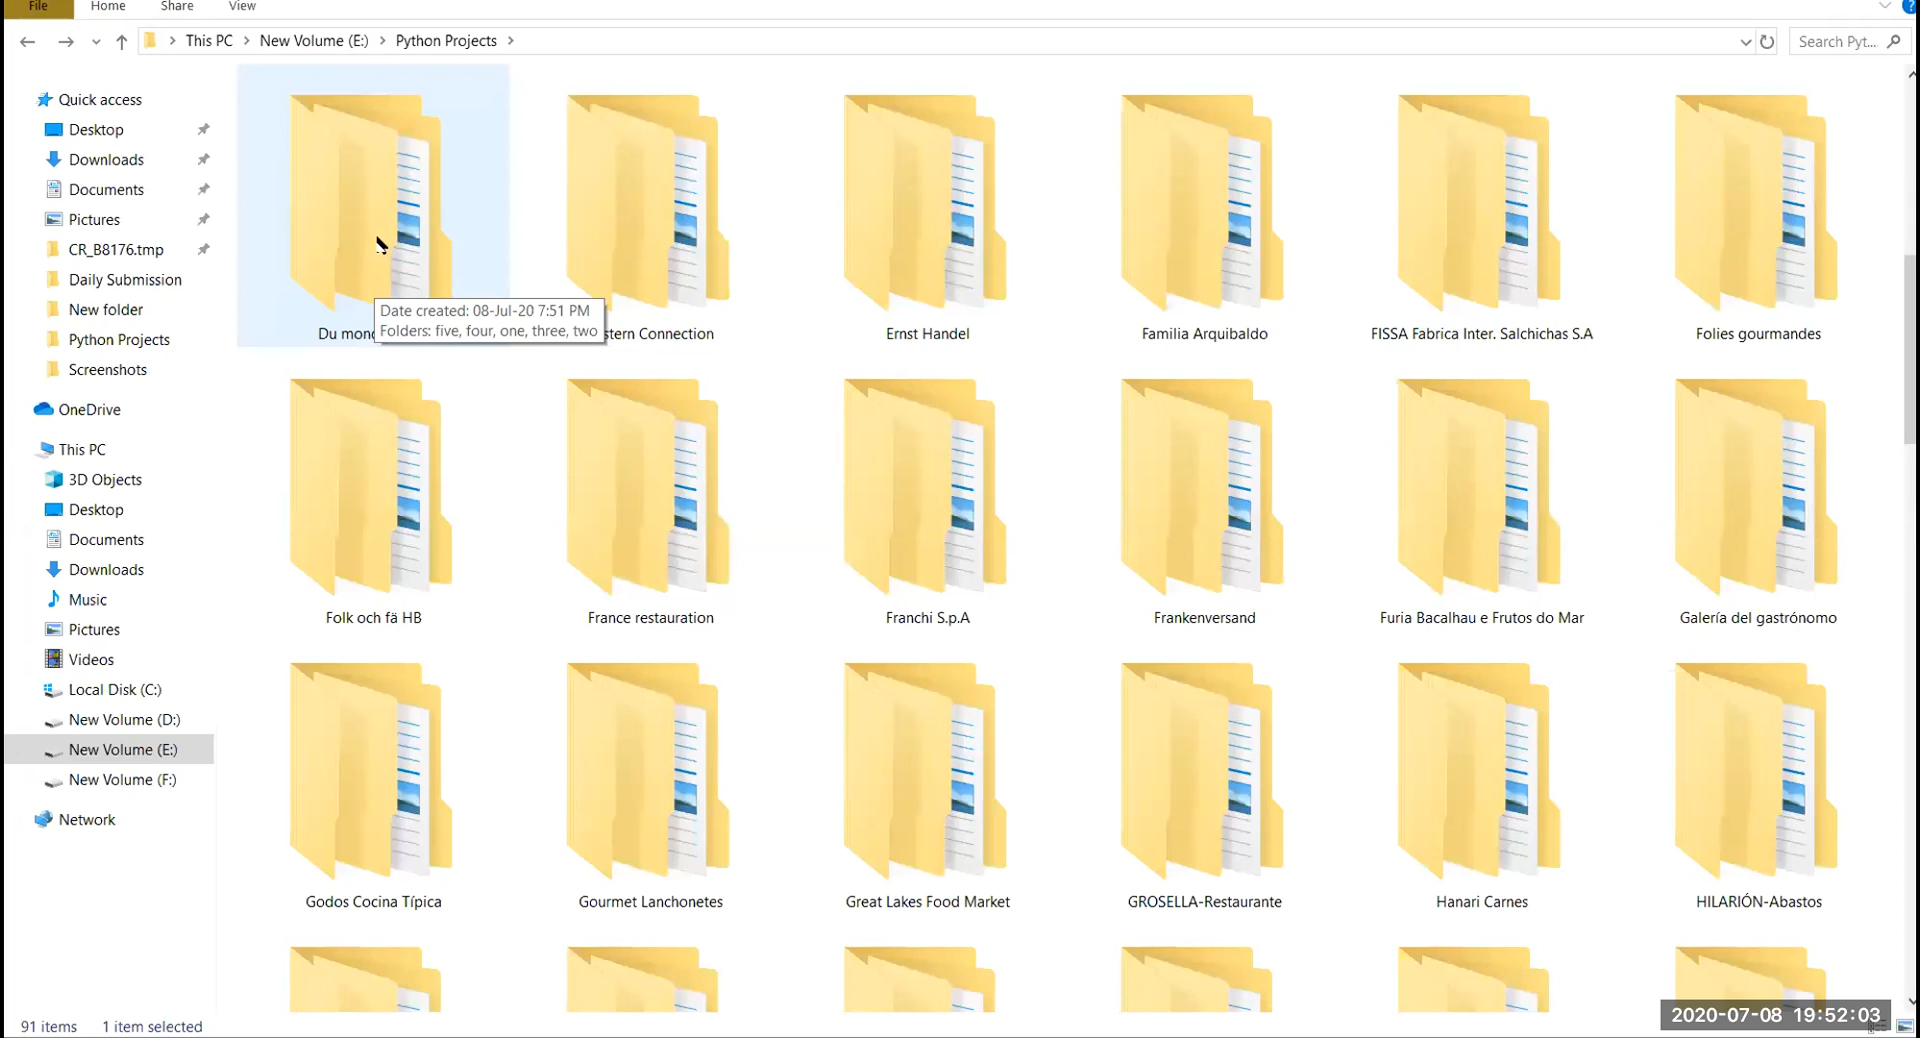 File Home Share View
This PC New Volume (E:) Python Projects
Search Pyt...
Quick access
Desktop
Downloads
Documents
Pictures
CR_B8176.tmp
Daily Submission
New folder
Python Projects
Screenshots
OneDrive
This PC
3D Objects
Desktop
Documents
Downloads
Music
Pictures
Videos
Local Disk (C:)
New Volume (D:)
New Volume (E:)
New Volume (F:)
Network
Date created: 08-Jul-20 7:51 PM
Folders: five, four, one, three, two
Du mon stern Connection Ernst Handel Familia Arquibaldo FISSA Fabrica Inter. Salchichas S.A Folies gourmandes
Folk och fä HB France restauration Franchi S.p.A Frankenversand Furia Bacalhau e Frutos do Mar Galería del gastrónomo
Godos Cocina Típica Gourmet Lanchonetes Great Lakes Food Market GROSELLA-Restaurante Hanari Carnes HILARIÓN-Abastos
91 items 1 item selected
2020-07-08 19:52:03